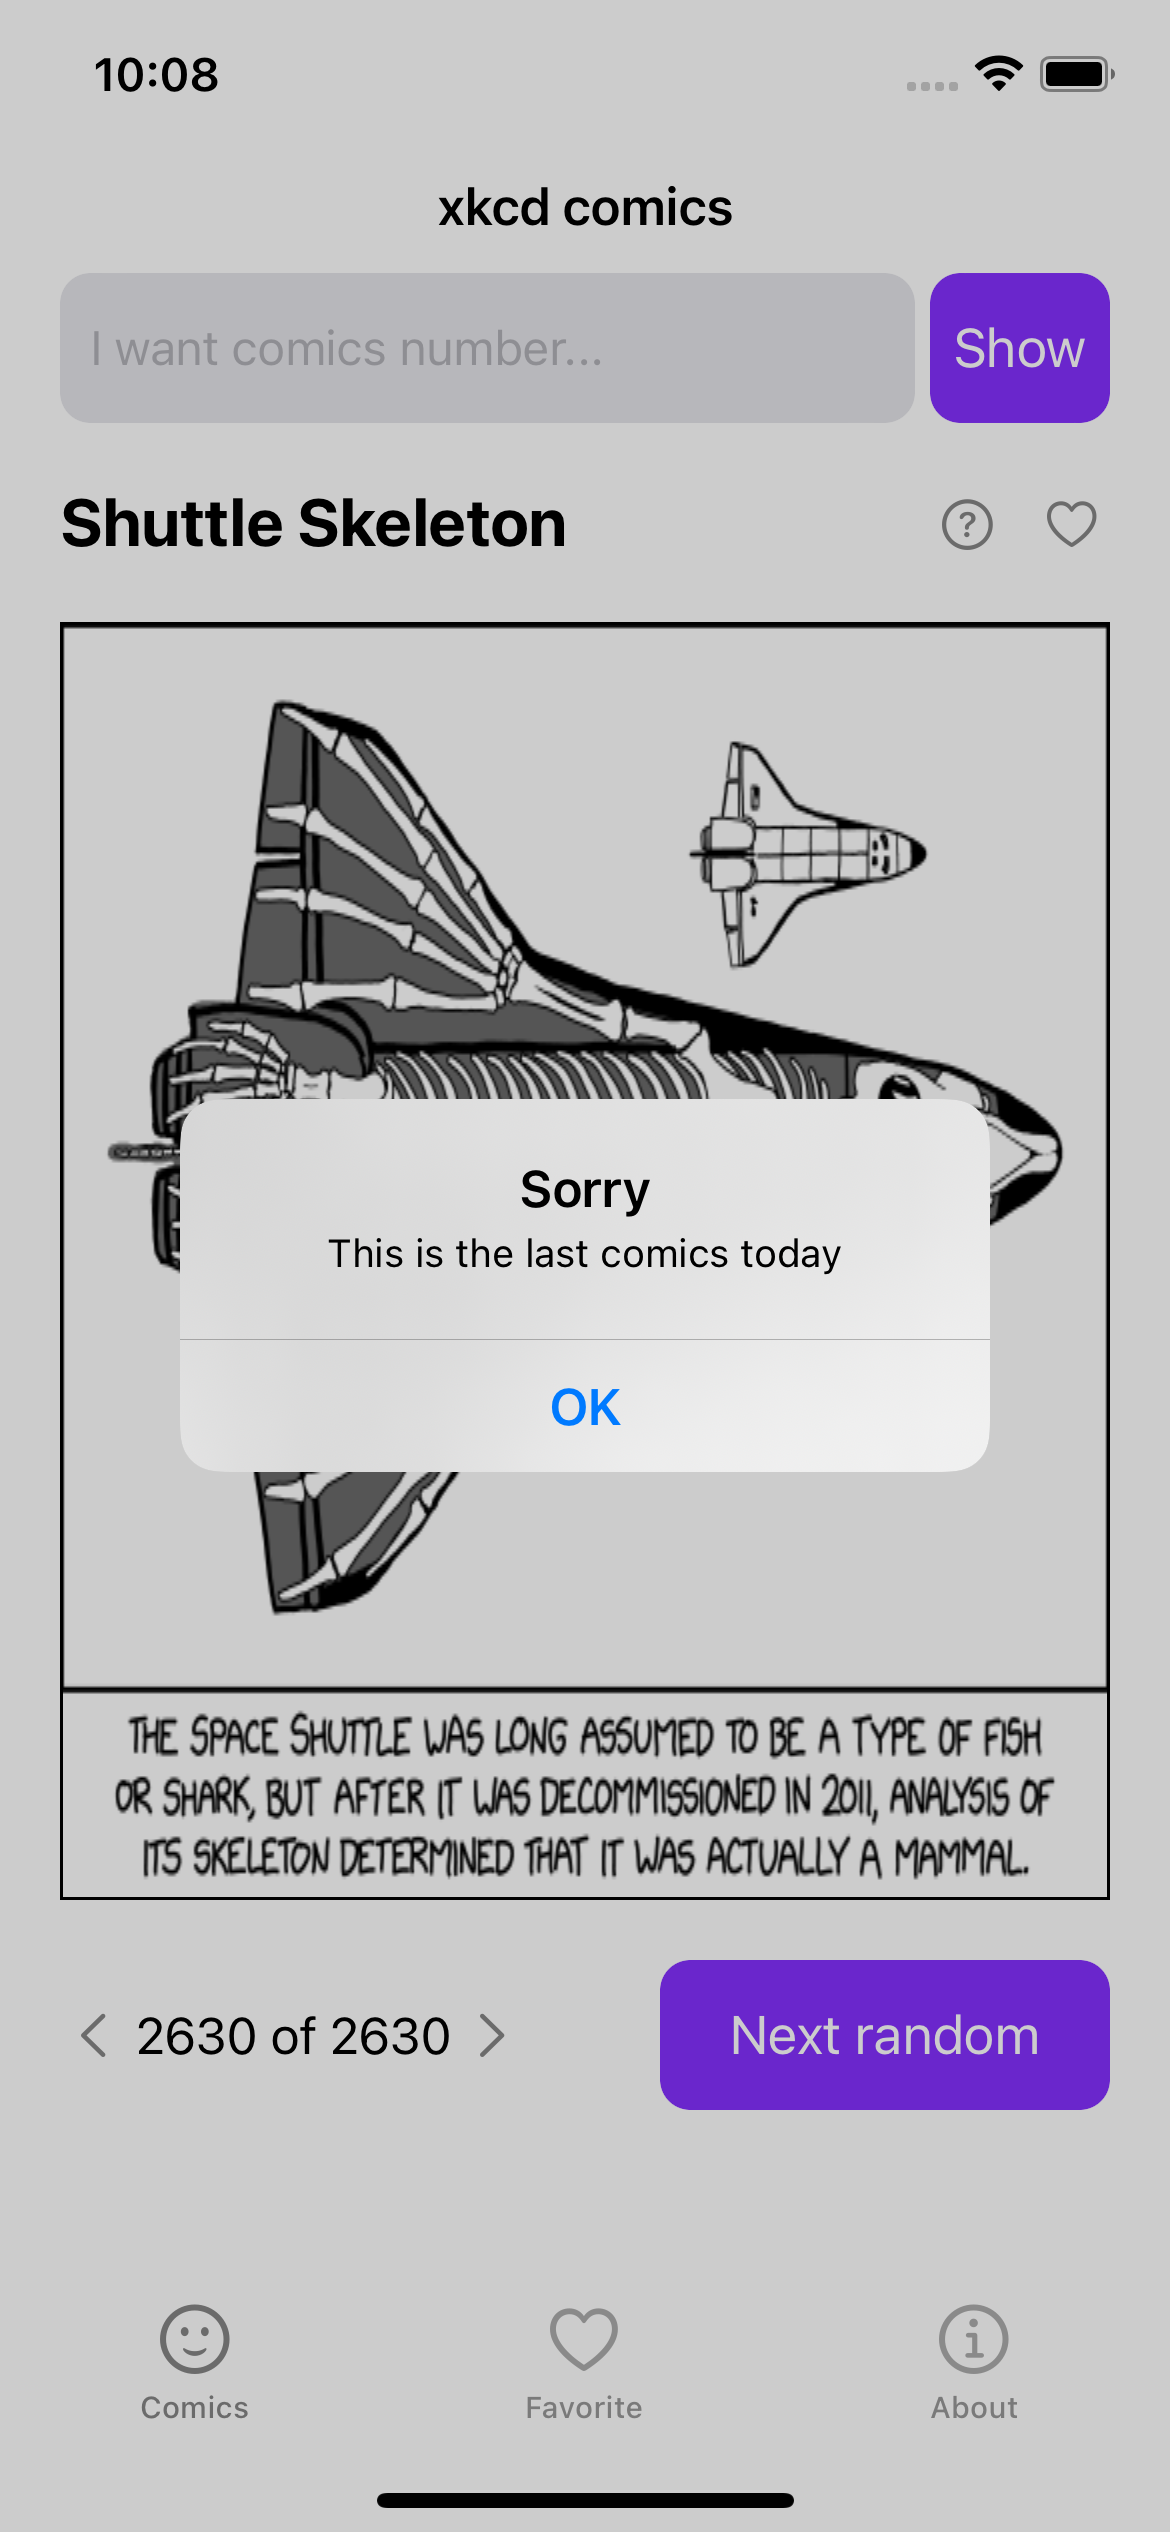 10:08
xkcd comics
I want comics number...
Show
Shuttle Skeleton
Sorry
This is the last comics today
OK
THE SPACE SHUTTLE WAS LONG ASSUMED TO BE A TYPE OF FISH
OR SHARK, BUT AFTER IT WAS DECOMMISSIONED IN 2011, ANALYSIS OF
ITS SKELETON DETERMINED THAT IT WAS ACTUALLY A MAMMAL.
2630 of 2630
Next random
Comics
Favorite
About